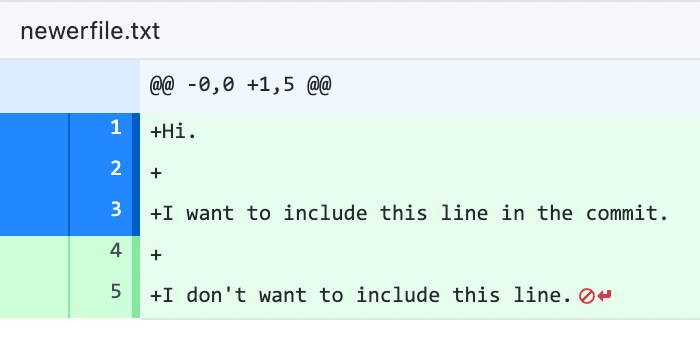 newerfile.txt
@@ -0,0 +1,5 @@
1 +Hi.
2 +
3 +I want to include this line in the commit.
4 +
5 +I don't want to include this line.